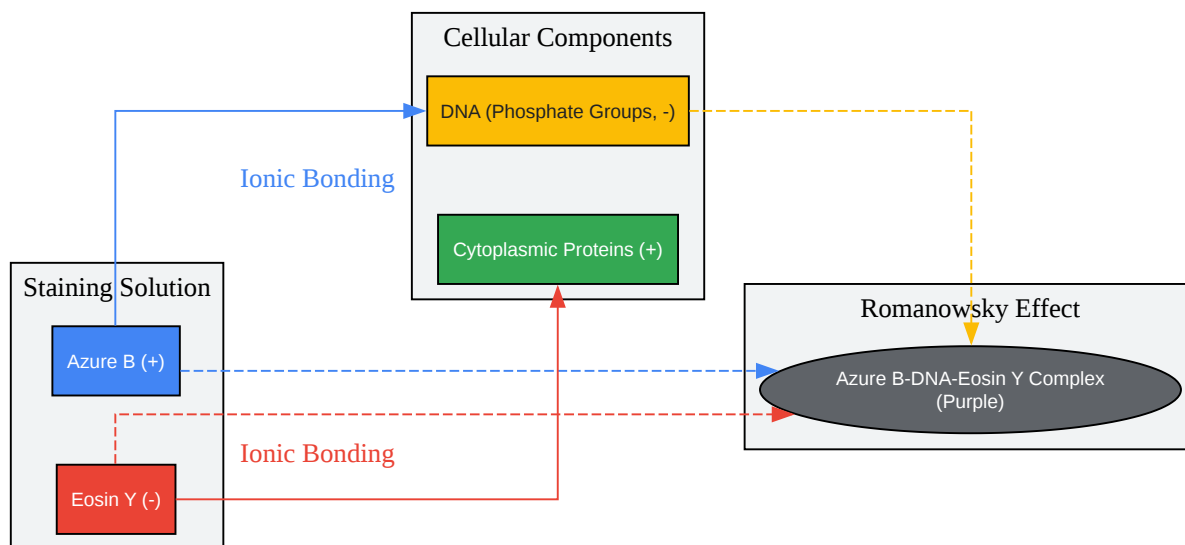 Cellular Components
DNA (Phosphate Groups, -)
Ionic Bonding
Cytoplasmic Proteins (+)
Staining Solution
Azure B (+)
Romanowsky Effect
Azure B-DNA-Eosin Y Complex
(Purple)
Ionic Bonding
Eosin Y (-)